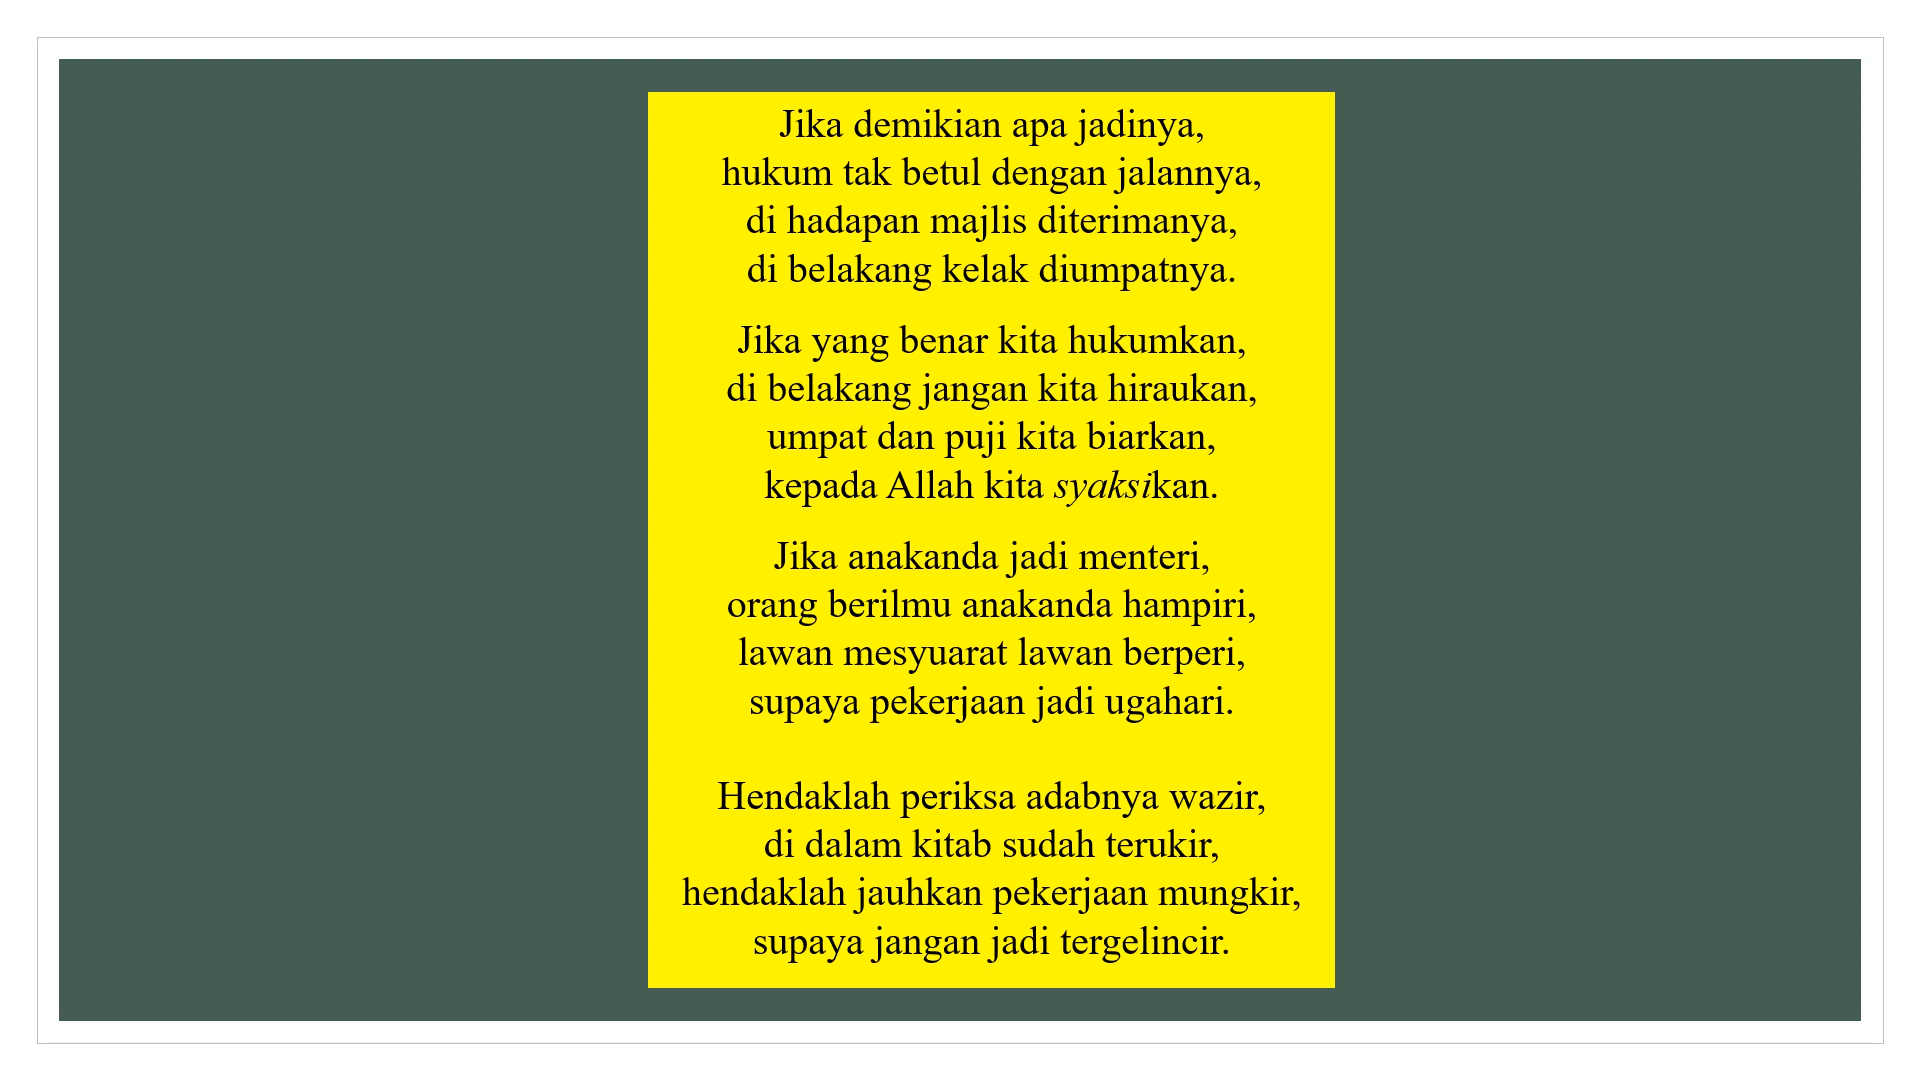 Jika demikian apa jadinya,
hukum tak betul dengan jalannya,
di hadapan majlis diterimanya,
di belakang kelak diumpatnya.
Jika yang benar kita hukumkan,
di belakang jangan kita hiraukan,
umpat dan puji kita biarkan,
kepada Allah kita syaksikan.
Jika anakanda jadi menteri,
orang berilmu anakanda hampiri,
lawan mesyuarat lawan berperi,
supaya pekerjaan jadi ugahari.
Hendaklah periksa adabnya wazir,
di dalam kitab sudah terukir,
hendaklah jauhkan pekerjaan mungkir,
supaya jangan jadi tergelincir.